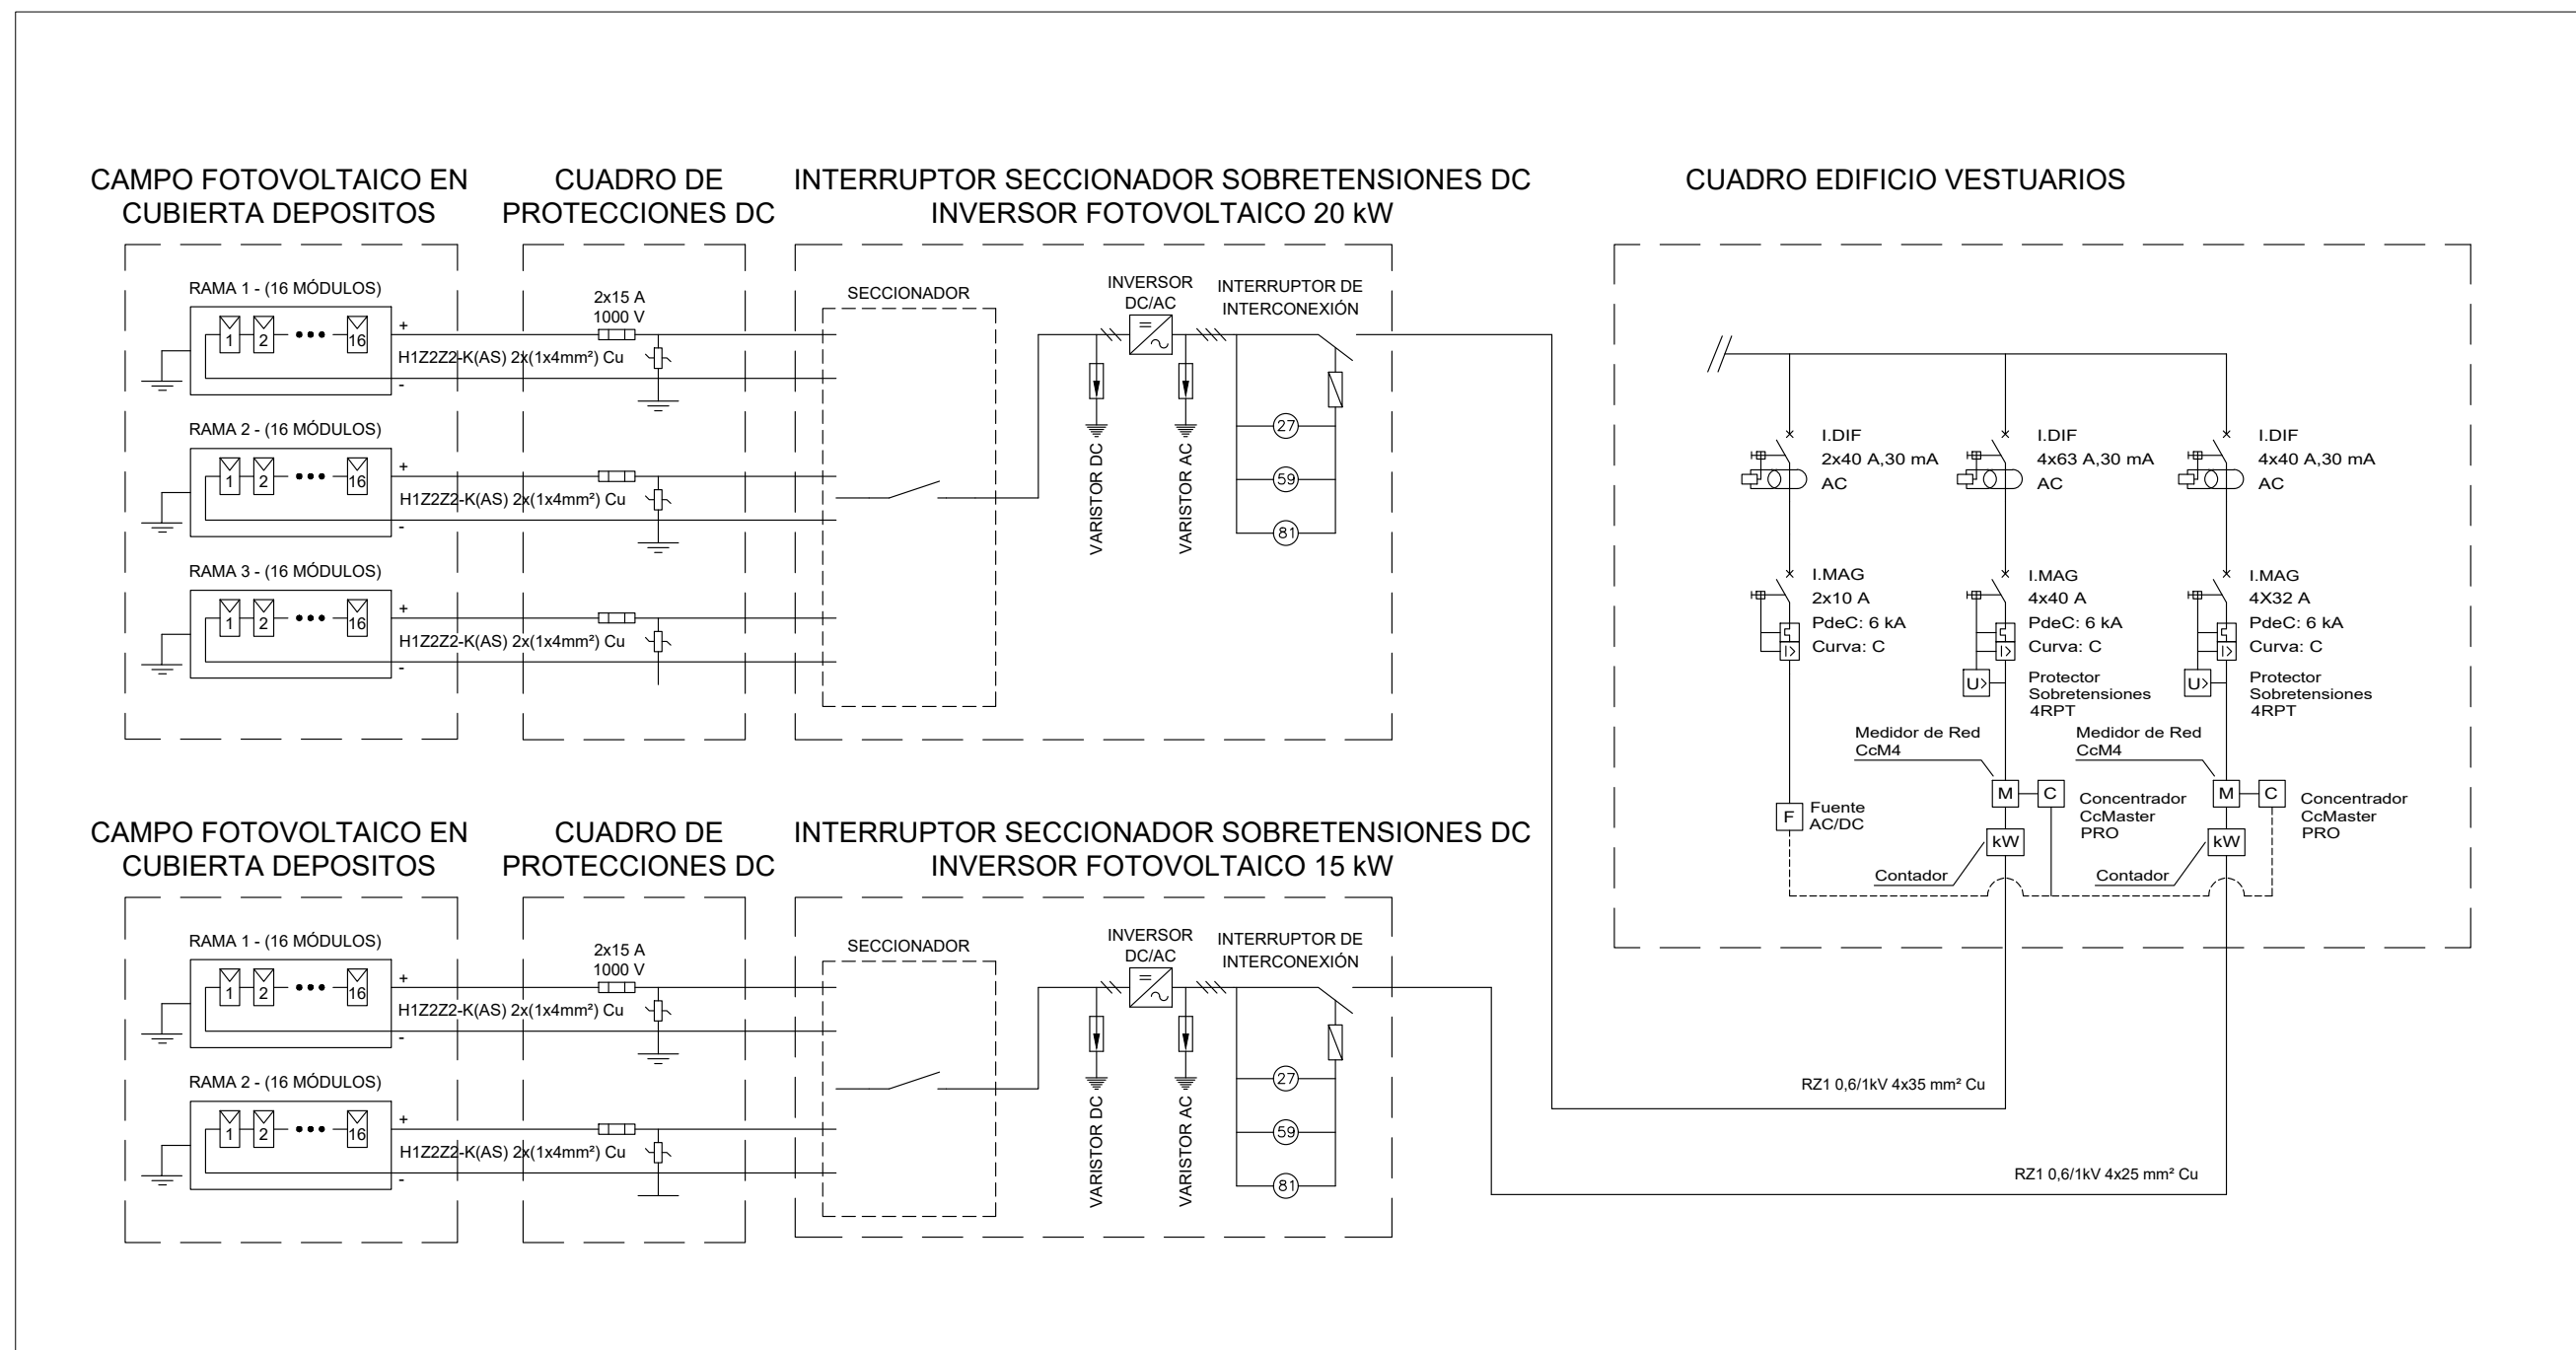 CAMPO FOTOVOLTAICO EN
CUBIERTA DEPOSITOS
CUADRO DE
PROTECCIONES DC
INTERRUPTOR SECCIONADOR SOBRETENSIONES DC
INVERSOR FOTOVOLTAICO 20 kW
RAMA 1 - (16 MÓDULOS)
1 2 16
+
-
H1Z2Z2-K(AS) 2x(1x4mm²) Cu
2x15 A
1000 V
RAMA 2 - (16 MÓDULOS)
1 2 16
+
-
H1Z2Z2-K(AS) 2x(1x4mm²) Cu
RAMA 3 - (16 MÓDULOS)
1 2 16
+
-
H1Z2Z2-K(AS) 2x(1x4mm²) Cu
SECCIONADOR
INVERSOR
DC/AC
INTERRUPTOR DE
INTERCONEXIÓN
VARISTOR DC
VARISTOR AC
27
59
81
CUADRO EDIFICIO VESTUARIOS
I.DIF
2x40 A,30 mA
AC
I.DIF
4x63 A,30 mA
AC
I.DIF
4x40 A,30 mA
AC
I.MAG
2x10 A
PdeC: 6 kA
Curva: C
I.MAG
4x40 A
PdeC: 6 kA
Curva: C
U>
Protector
Sobretensiones
4RPT
I.MAG
4X32 A
PdeC: 6 kA
Curva: C
U>
Protector
Sobretensiones
4RPT
Medidor de Red
CcM4
M C
Concentrador
CcMaster
PRO
Medidor de Red
CcM4
M C
Concentrador
CcMaster
PRO
F
Fuente
AC/DC
kW
Contador
kW
Contador
CAMPO FOTOVOLTAICO EN
CUBIERTA DEPOSITOS
CUADRO DE
PROTECCIONES DC
INTERRUPTOR SECCIONADOR SOBRETENSIONES DC
INVERSOR FOTOVOLTAICO 15 kW
RAMA 1 - (16 MÓDULOS)
1 2 16
+
-
H1Z2Z2-K(AS) 2x(1x4mm²) Cu
2x15 A
1000 V
RAMA 2 - (16 MÓDULOS)
1 2 16
+
-
H1Z2Z2-K(AS) 2x(1x4mm²) Cu
SECCIONADOR
INVERSOR
DC/AC
INTERRUPTOR DE
INTERCONEXIÓN
VARISTOR DC
VARISTOR AC
27
59
81
RZ1 0,6/1kV 4x35 mm² Cu
RZ1 0,6/1kV 4x25 mm² Cu